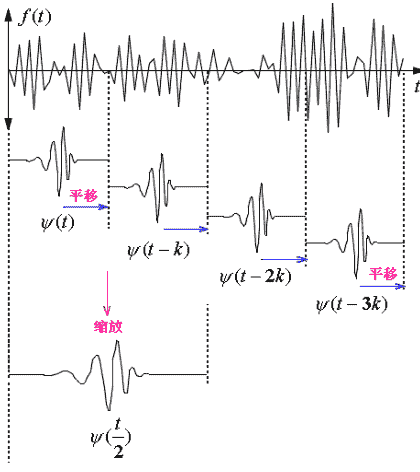 f(t)
t
平移
ψ(t)
ψ(t−k)
ψ(t−2k)
平移
ψ(t−3k)
缩放
ψ(t/2)